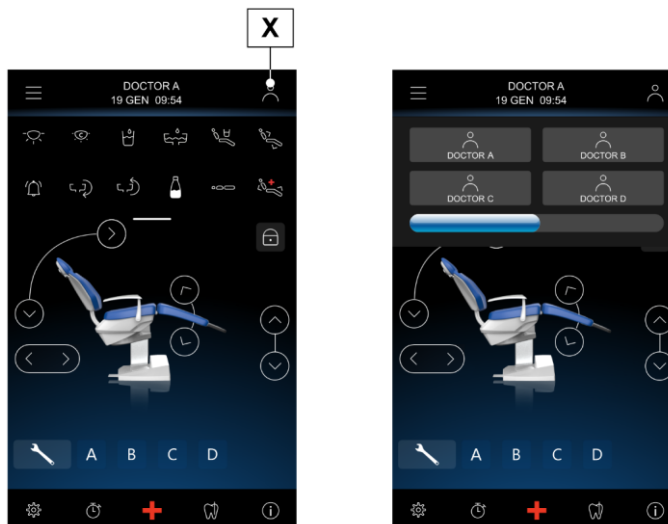 X
DOCTOR A
19 GEN 09:54
A B C D
DOCTOR A
19 GEN 09:54
DOCTOR A DOCTOR B
DOCTOR C DOCTOR D
A B C D